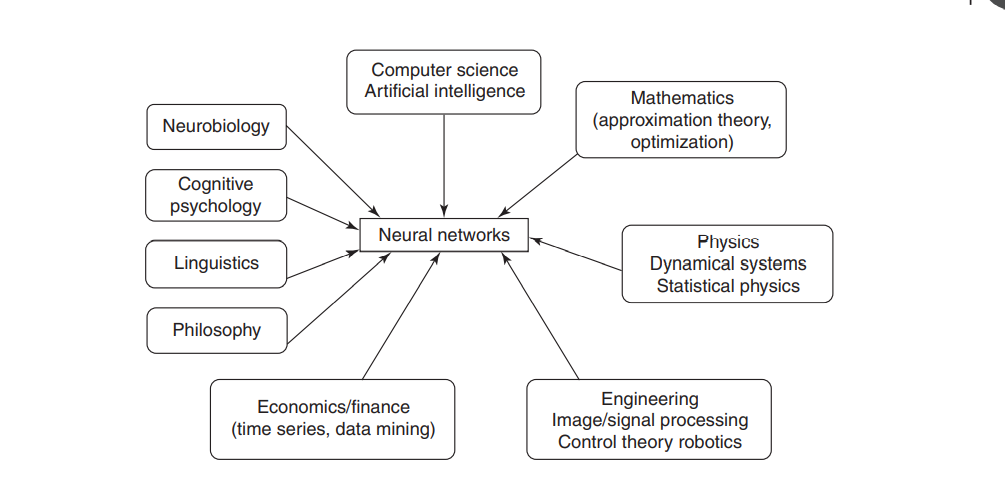 Computer science
Artificial intelligence
Mathematics
(approximation theory,
optimization)
Neurobiology
Cognitive
psychology
Neural networks
Linguistics
Physics
Dynamical systems
Statistical physics
Philosophy
Economics/finance
(time series, data mining)
Engineering
Image/signal processing
Control theory robotics